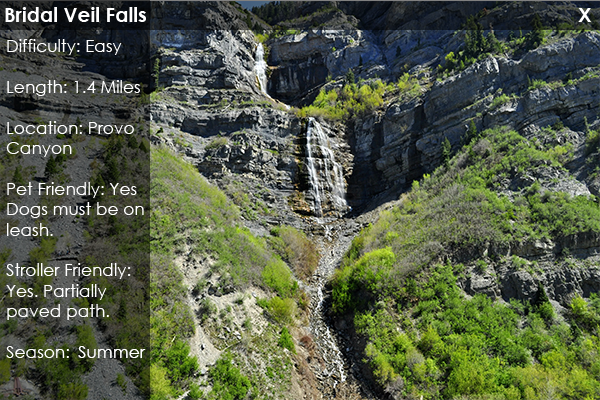 Bridal Veil Falls X
Difficulty: Easy
Length: 1.4 Miles
Location: Provo
Canyon
Pet Friendly: Yes
Dogs must be on
leash.
Stroller Friendly:
Yes. Partially
paved path.
Season: Summer